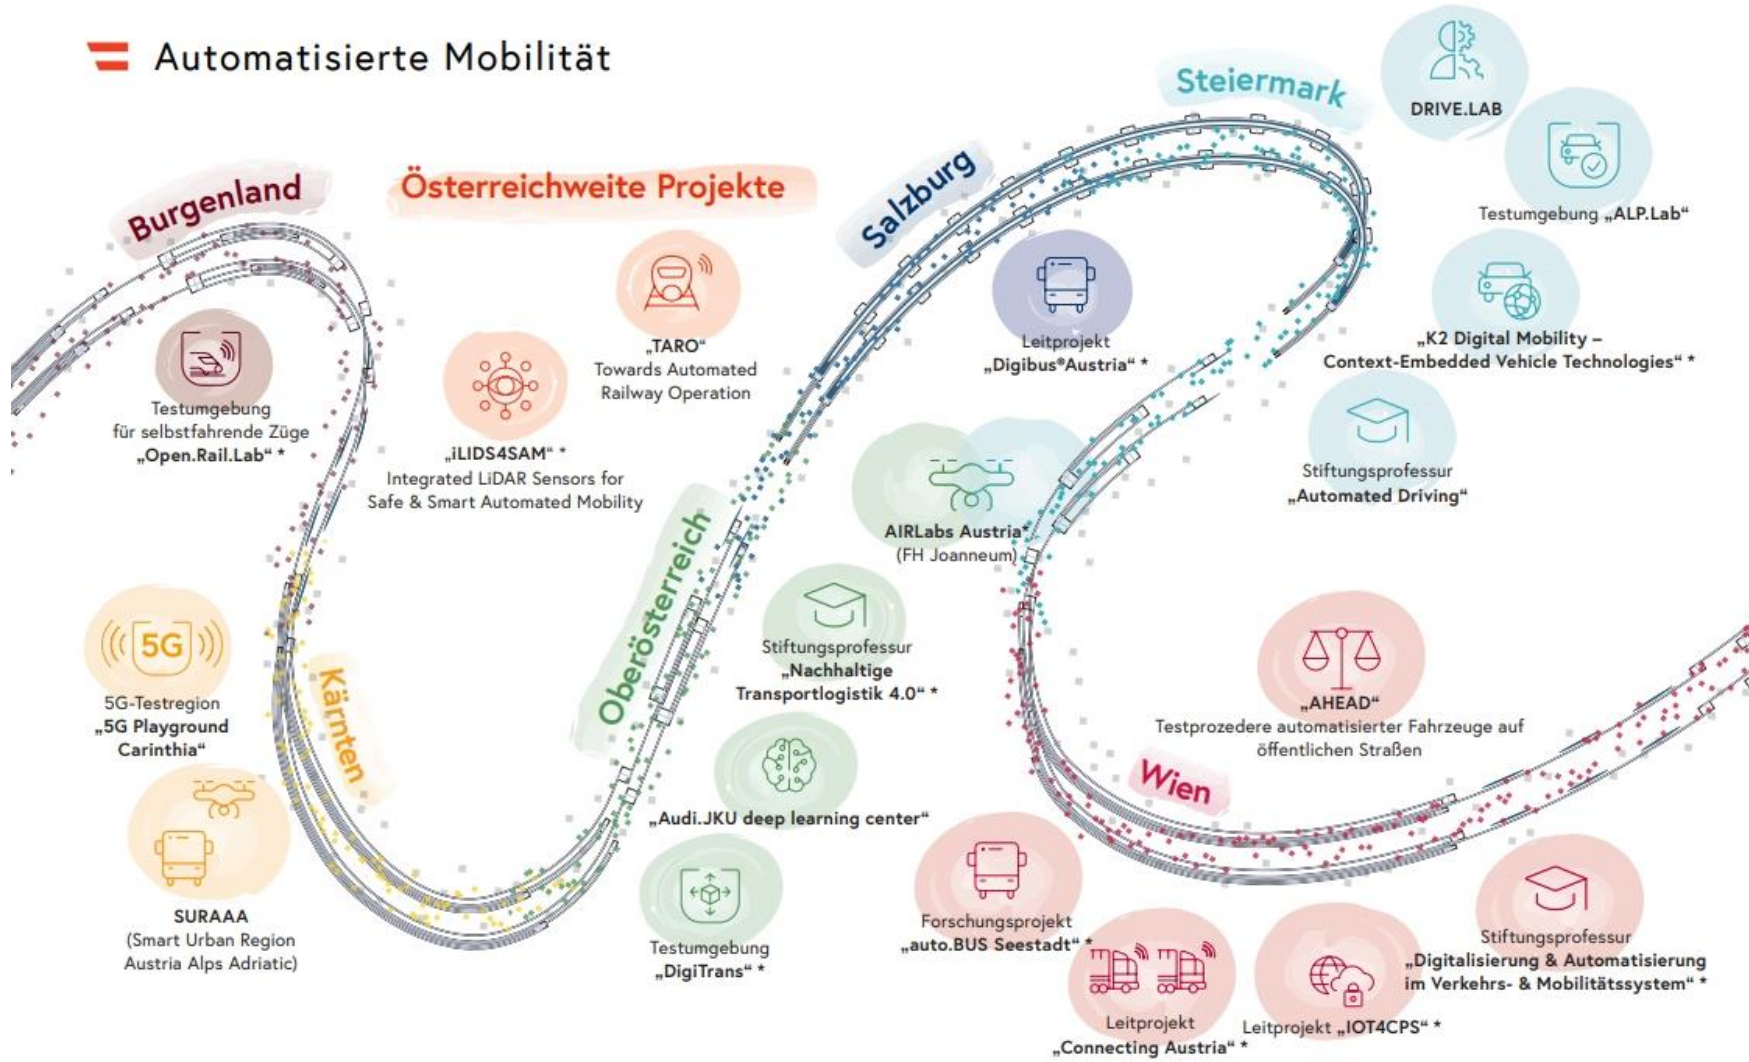 Automatisierte Mobilität
Burgenland
Testumgebung
für selbstfahrende Züge
„Open.Rail.Lab“ *
Österreichweite Projekte
„TARO“
Towards Automated
Railway Operation
„iLIDS4SAM“ *
Integrated LiDAR Sensors for
Safe & Smart Automated Mobility
Kärnten
5G
5G-Testregion
„5G Playground
Carinthia“
SURAAA
(Smart Urban Region
Austria Alps Adriatic)
Oberösterreich
AIRLabs Austria*
(FH Joanneum)
Stiftungsprofessur
„Nachhaltige
Transportlogistik 4.0“ *
„Audi.JKU deep learning center“
Testumgebung
„DigiTrans“ *
Salzburg
Leitprojekt
„Digibus®Austria“ *
Steiermark
DRIVE.LAB
Testumgebung „ALP.Lab“
„K2 Digital Mobility –
Context-Embedded Vehicle Technologies“ *
Stiftungsprofessur
„Automated Driving“
Wien
„AHEAD“
Testprozedere automatisierter Fahrzeuge auf
öffentlichen Straßen
Forschungsprojekt
„auto.BUS Seestadt“ *
Leitprojekt
„Connecting Austria“ *
Leitprojekt „IOT4CPS“ *
Stiftungsprofessur
„Digitalisierung & Automatisierung
im Verkehrs- & Mobilitätssystem“ *